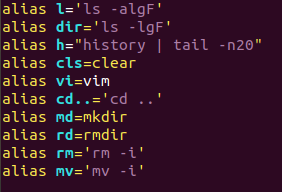 alias l='ls -algF'
alias dir='ls -lgF'
alias h="history | tail -n20"
alias cls=clear
alias vi=vim
alias cd..='cd ..'
alias md=mkdir
alias rd=rmdir
alias rm='rm -i'
alias mv='mv -i'